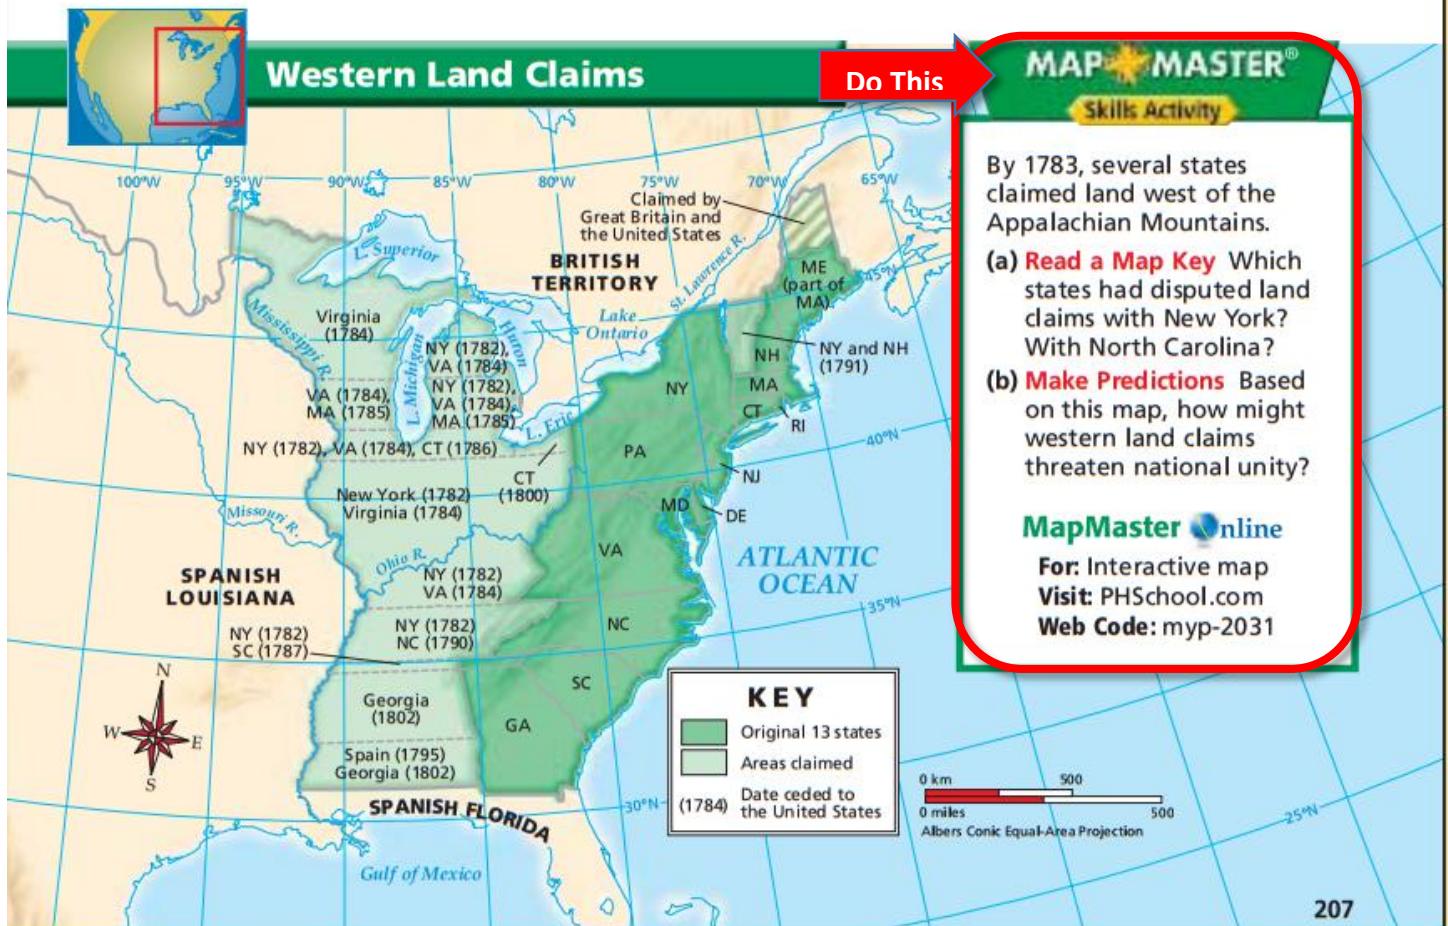 Western Land Claims
Do This
MAP MASTER®
Skills Activity
By 1783, several states
claimed land west of the
Appalachian Mountains.
(a) Read a Map Key Which
states had disputed land
claims with New York?
With North Carolina?
(b) Make Predictions Based
on this map, how might
western land claims
threaten national unity?
MapMaster Online
For: Interactive map
Visit: PHSchool.com
Web Code: myp-2031
100°W
95°W
90°W
85°W
80°W
75°W
70°W
65°W
Claimed by
Great Britain and
the United States
L. Superior
BRITISH
TERRITORY
St. Lawrence R.
ME
(part of
MA)
45°N
Mississippi R.
Virginia
(1784)
L. Michigan
L. Huron
Lake
Ontario
NY (1782),
VA (1784)
NY and NH
(1791)
NH
NY
MA
VA (1784),
MA (1785)
NY (1782),
VA (1784),
MA (1785)
L. Erie
CT
RI
40°N
NY (1782), VA (1784), CT (1786)
PA
CT
(1800)
NJ
New York (1782)
Virginia (1784)
MD
DE
Missouri R.
Ohio R.
VA
ATLANTIC
OCEAN
SPANISH
LOUISIANA
NY (1782)
VA (1784)
35°N
NY (1782)
SC (1787)
NY (1782)
NC (1790)
NC
N
W
E
S
Georgia
(1802)
SC
GA
Spain (1795)
Georgia (1802)
SPANISH FLORIDA
30°N
Gulf of Mexico
KEY
Original 13 states
Areas claimed
(1784) Date ceded to
the United States
0 km 500
0 miles 500
Albers Conic Equal-Area Projection
25°N
207